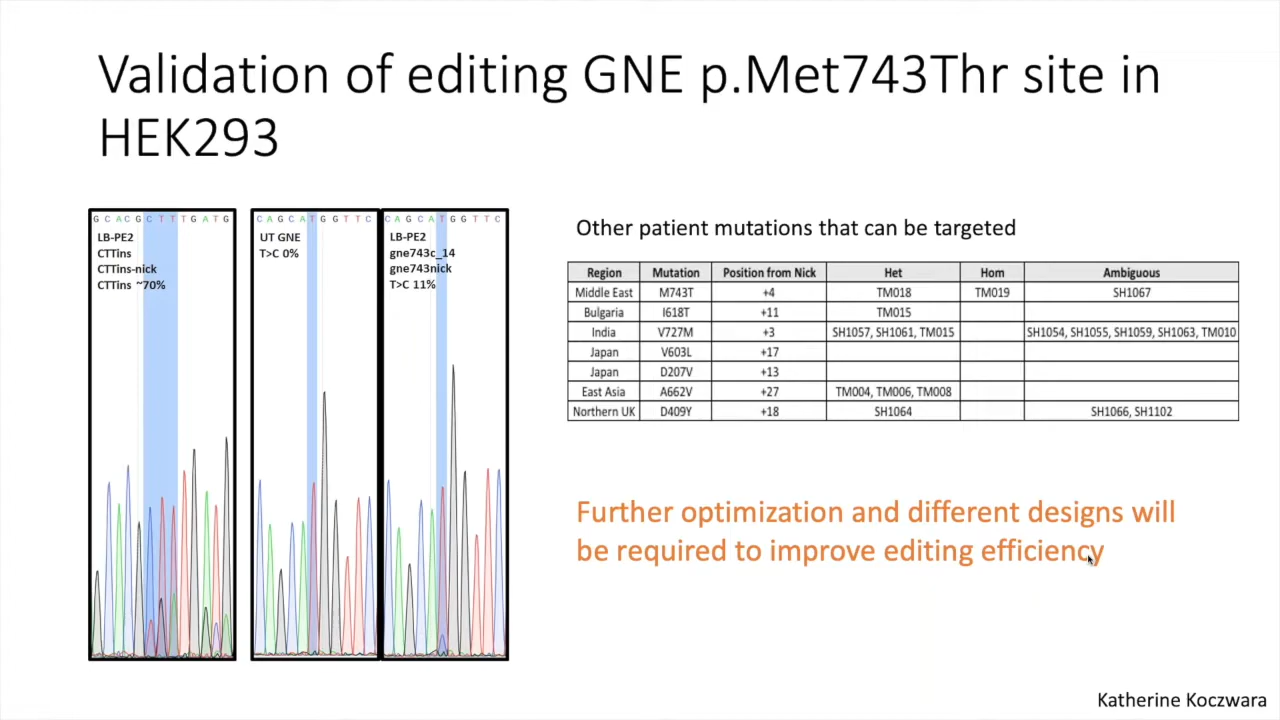 Validation of editing GNE p.Met743Thr site in
HEK293
G C A C G C T T T G A T G
LB-PE2
CTTins
CTTins-nick
CTTins ~70%
C A G C A T G G T T C
UT GNE
T>C 0%
C A G C A T G G T T C
LB-PE2
gne743c_14
gne743nick
T>C 11%
Other patient mutations that can be targeted
Region Mutation Position from Nick Het Hom Ambiguous
Middle East M743T +4 TM018 TM019 SH1067
Bulgaria I618T +11 TM015
India V727M +3 SH1057, SH1061, TM015 SH1054, SH1055, SH1059, SH1063, TM010
Japan V603L +17
Japan D207V +13
East Asia A662V +27 TM004, TM006, TM008
Northern UK D409Y +18 SH1064 SH1066, SH1102
Further optimization and different designs will
be required to improve editing efficiency
Katherine Koczwara